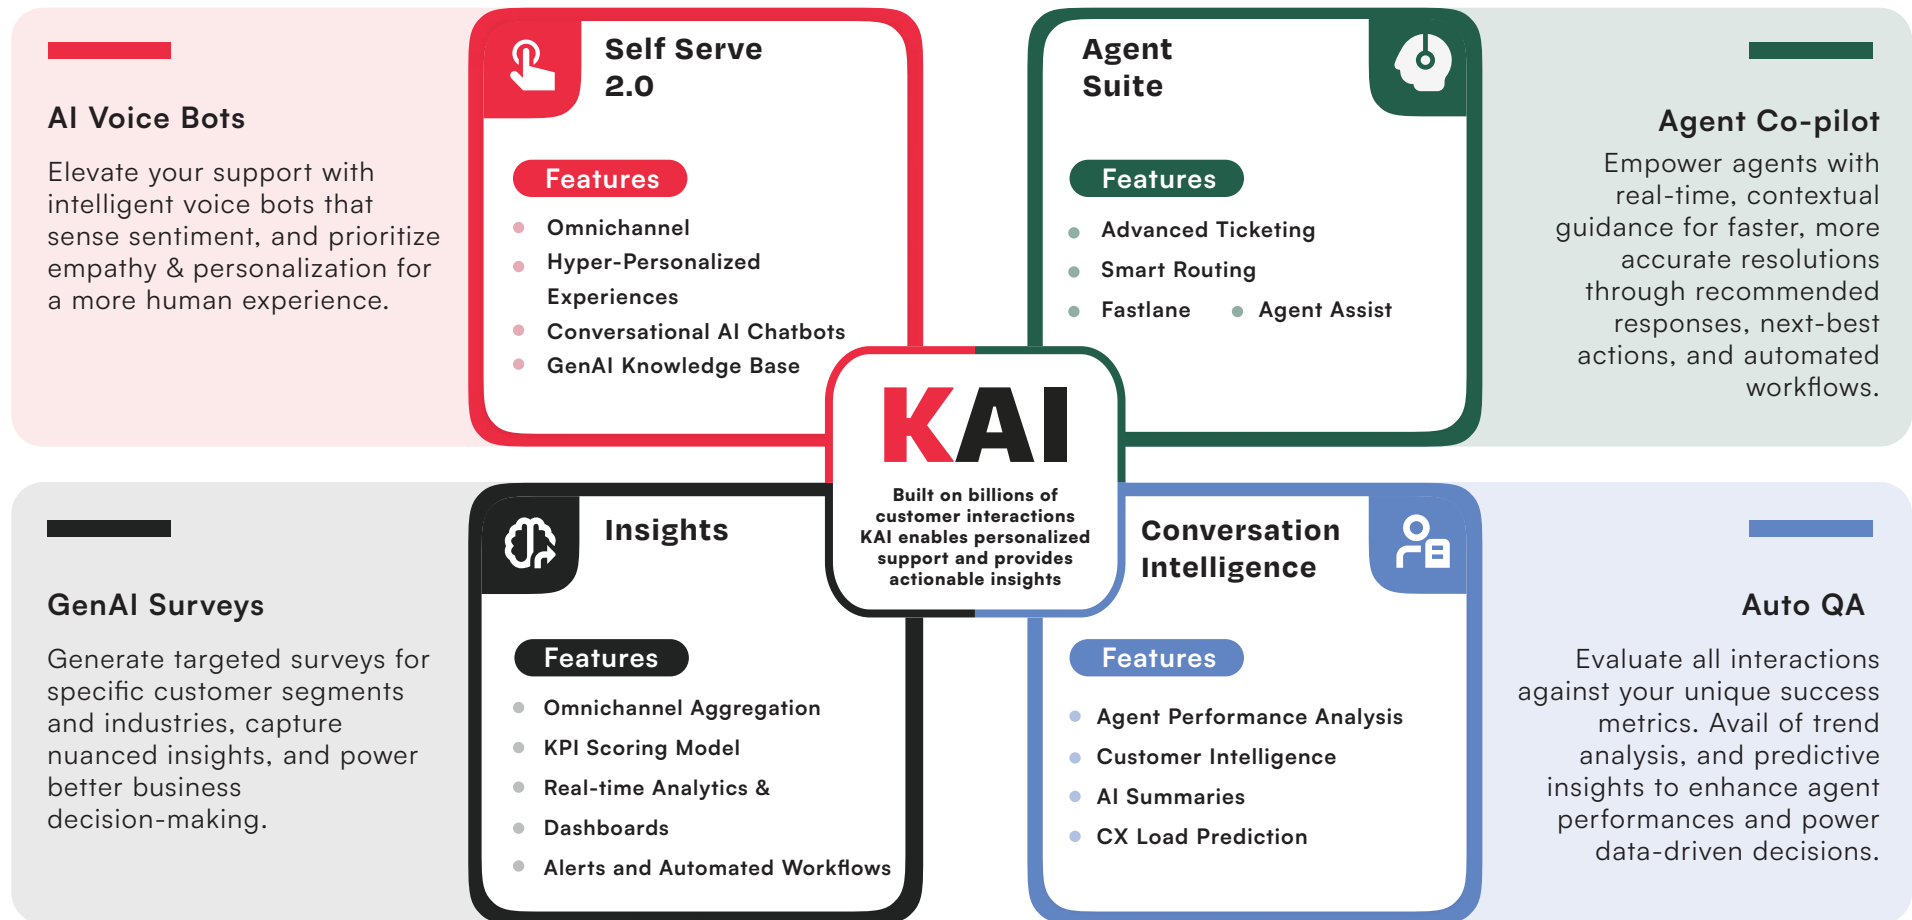 AI Voice Bots
Elevate your support with
intelligent voice bots that
sense sentiment, and prioritize
empathy & personalization for
a more human experience.
Self Serve
2.0
Features
Omnichannel
Hyper-Personalized
Experiences
Conversational AI Chatbots
GenAI Knowledge Base
Agent
Suite
Features
Advanced Ticketing
Smart Routing
Fastlane
Agent Assist
Agent Co-pilot
Empower agents with
real-time, contextual
guidance for faster, more
accurate resolutions
through recommended
responses, next-best
actions, and automated
workflows.
KAI
Built on billions of
customer interactions
KAI enables personalized
support and provides
actionable insights
GenAI Surveys
Generate targeted surveys for
specific customer segments
and industries, capture
nuanced insights, and power
better business
decision-making.
Insights
Features
Omnichannel Aggregation
KPI Scoring Model
Real-time Analytics &
Dashboards
Alerts and Automated Workflows
Conversation
Intelligence
Features
Agent Performance Analysis
Customer Intelligence
AI Summaries
CX Load Prediction
Auto QA
Evaluate all interactions
against your unique success
metrics. Avail of trend
analysis, and predictive
insights to enhance agent
performances and power
data-driven decisions.